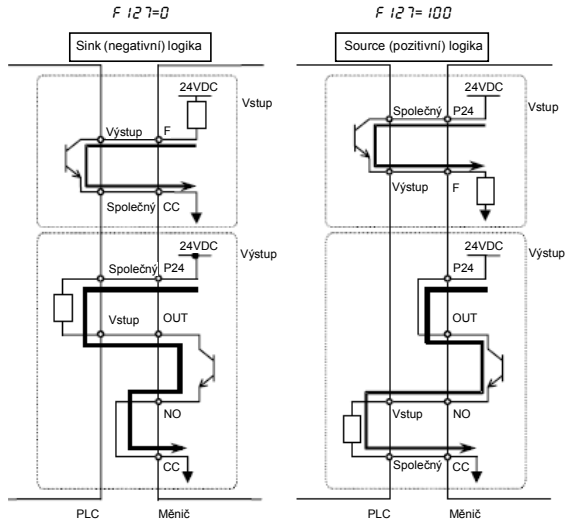 F127=0
Sink (negativní) logika
24VDC
Vstup
Výstup
F
Společný
CC
24VDC
Výstup
Společný
P24
Vstup
OUT
NO
CC
PLC
Měnič
F127=100
Source (pozitivní) logika
24VDC
Vstup
Společný
P24
Výstup
F
24VDC
Výstup
P24
OUT
Vstup
NO
Společný
CC
PLC
Měnič